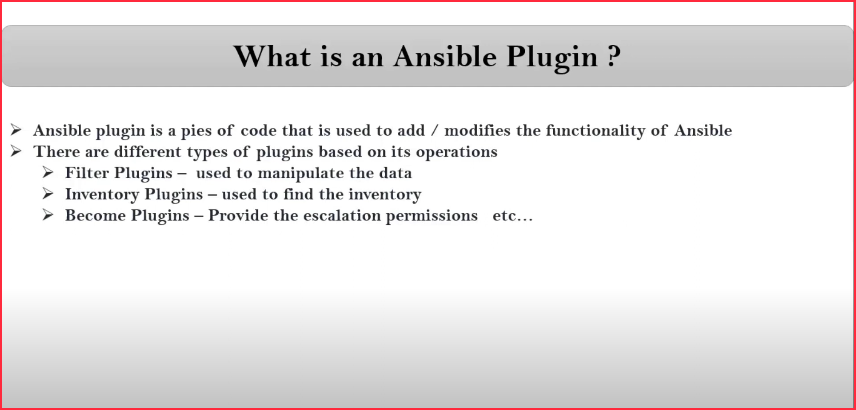 What is an Ansible Plugin ?
➢ Ansible plugin is a pies of code that is used to add / modifies the functionality of Ansible
➢ There are different types of plugins based on its operations
➢ Filter Plugins – used to manipulate the data
➢ Inventory Plugins – used to find the inventory
➢ Become Plugins – Provide the escalation permissions etc…